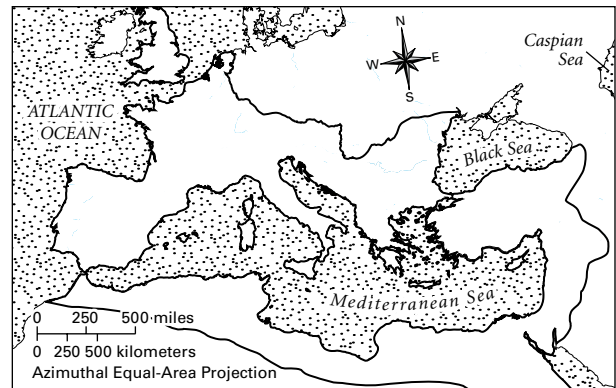 N
W E
S
Caspian
Sea
ATLANTIC
OCEAN
Black Sea
Mediterranean Sea
0 250 500 miles
0 250 500 kilometers
Azimuthal Equal-Area Projection